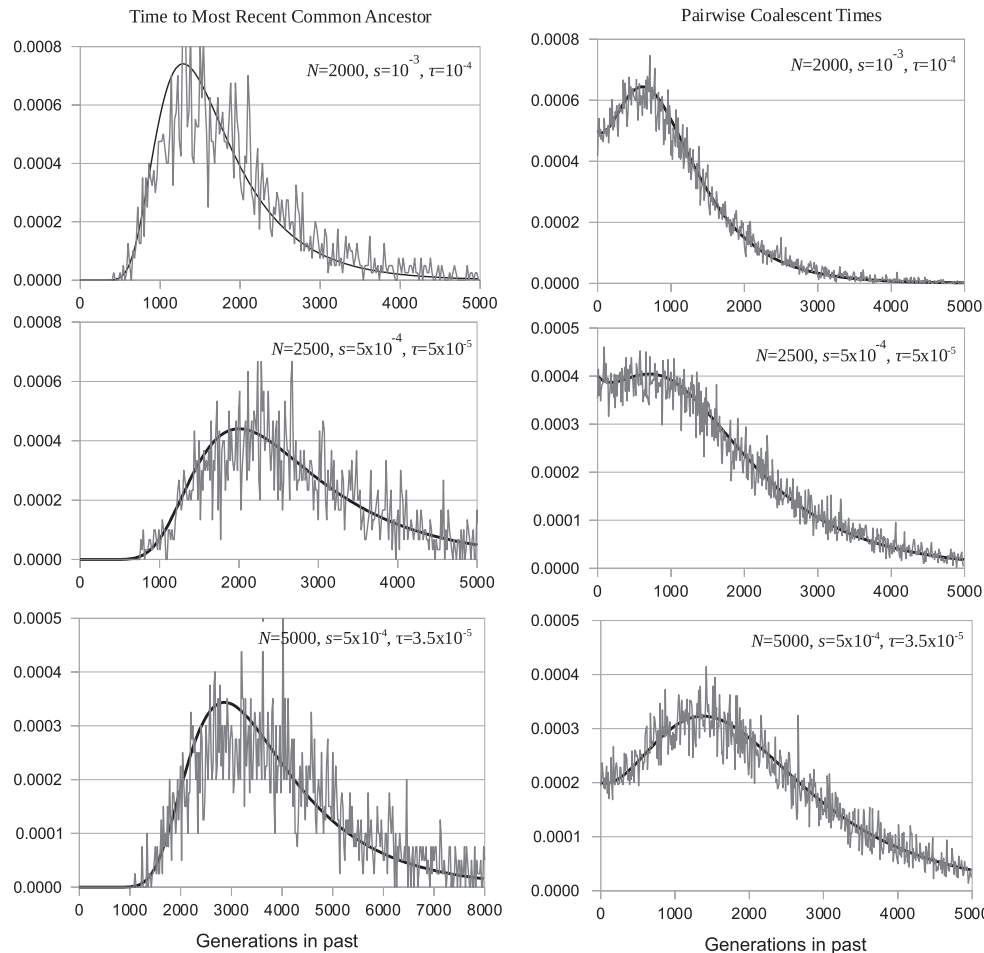 Time to Most Recent Common Ancestor
Pairwise Coalescent Times
0.0008
0.0006
0.0004
0.0002
0.0000
N=2000, s=10-3, τ=10-4
0 1000 2000 3000 4000 5000
0.0008
0.0006
0.0004
0.0002
0.0000
N=2000, s=10-3, τ=10-4
0 1000 2000 3000 4000 5000
0.0008
0.0006
0.0004
0.0002
0.0000
N=2500, s=5x10-4, τ=5x10-5
0 1000 2000 3000 4000 5000
0.0005
0.0004
0.0003
0.0002
0.0001
0.0000
N=2500, s=5x10-4, τ=5x10-5
0 1000 2000 3000 4000 5000
0.0005
0.0004
0.0003
0.0002
0.0001
0.0000
N=5000, s=5x10-4, τ=3.5x10-5
0 1000 2000 3000 4000 5000 6000 7000 8000
Generations in past
0.0005
0.0004
0.0003
0.0002
0.0001
0.0000
N=5000, s=5x10-4, τ=3.5x10-5
0 1000 2000 3000 4000 5000
Generations in past